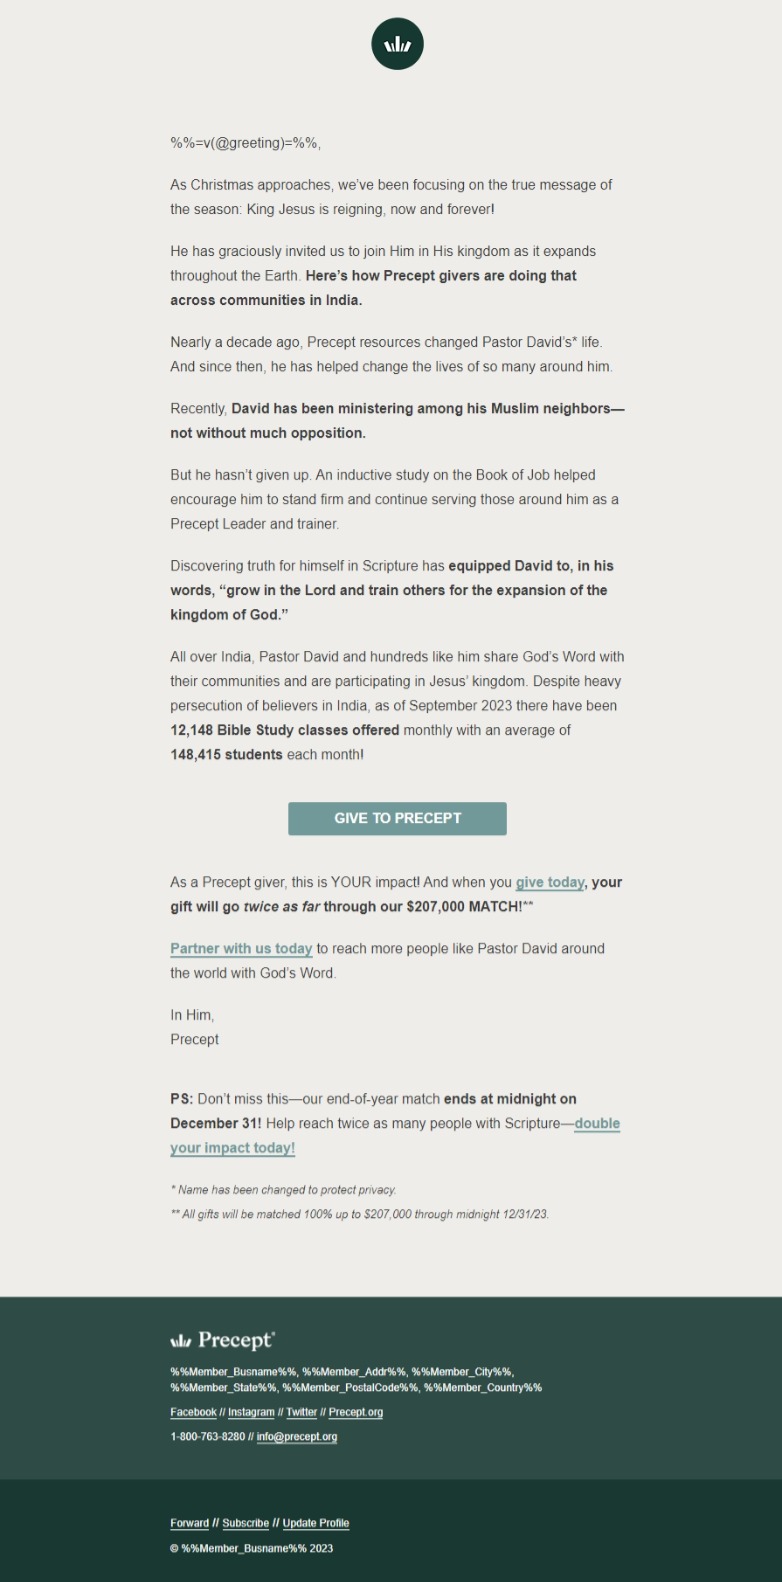 %%=v(@greeting)=%%,
As Christmas approaches, we’ve been focusing on the true message of
the season: King Jesus is reigning, now and forever!
He has graciously invited us to join Him in His kingdom as it expands
throughout the Earth. Here’s how Precept givers are doing that
across communities in India.
Nearly a decade ago, Precept resources changed Pastor David’s* life.
And since then, he has helped change the lives of so many around him.
Recently, David has been ministering among his Muslim neighbors—
not without much opposition.
But he hasn’t given up. An inductive study on the Book of Job helped
encourage him to stand firm and continue serving those around him as a
Precept Leader and trainer.
Discovering truth for himself in Scripture has equipped David to, in his
words, “grow in the Lord and train others for the expansion of the
kingdom of God.”
All over India, Pastor David and hundreds like him share God’s Word with
their communities and are participating in Jesus’ kingdom. Despite heavy
persecution of believers in India, as of September 2023 there have been
12,148 Bible Study classes offered monthly with an average of
148,415 students each month!
GIVE TO PRECEPT
As a Precept giver, this is YOUR impact! And when you give today, your
gift will go twice as far through our $207,000 MATCH!**
Partner with us today to reach more people like Pastor David around
the world with God’s Word.
In Him,
Precept
PS: Don’t miss this—our end-of-year match ends at midnight on
December 31! Help reach twice as many people with Scripture—double
your impact today!
* Name has been changed to protect privacy.
** All gifts will be matched 100% up to $207,000 through midnight 12/31/23.
Precept®
%%Member_Busname%%, %%Member_Addr%%, %%Member_City%%,
%%Member_State%%, %%Member_PostalCode%%, %%Member_Country%%
Facebook // Instagram // Twitter // Precept.org
1-800-763-8280 // info@precept.org
Forward // Subscribe // Update Profile
© %%Member_Busname%% 2023